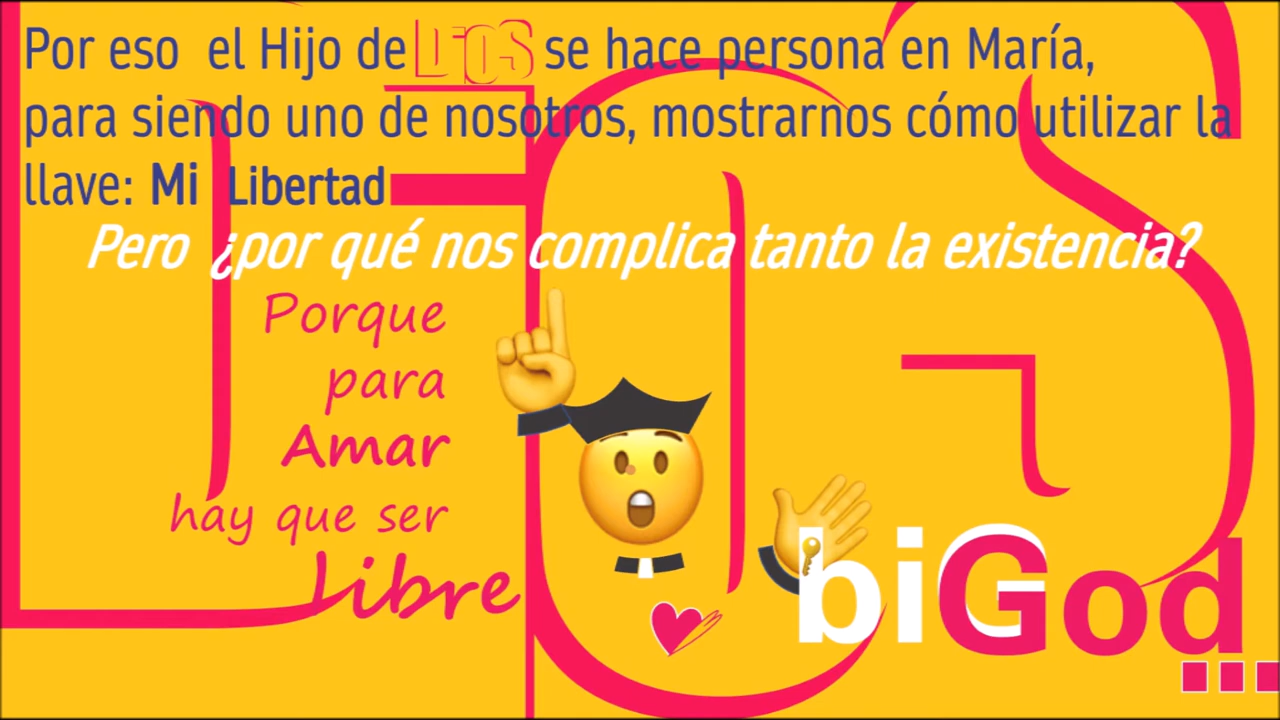 Por eso el Hijo de DiOS se hace persona en María,
para siendo uno de nosotros, mostrarnos cómo utilizar la
llave: Mi Libertad
Pero ¿por qué nos complica tanto la existencia?
Porque
para
Amar
hay que ser
Libre
biGod
...